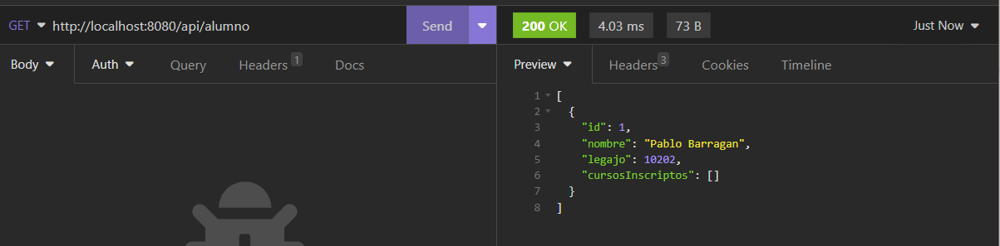 GET http://localhost:8080/api/alumno Send 200 OK 4.03 ms 73 B Just Now
Body Auth Query Headers 1 Docs Preview Headers 3 Cookies Timeline
1 [
2 {
3 "id": 1,
4 "nombre": "Pablo Barragan",
5 "legajo": 10202,
6 "cursosInscriptos": []
7 }
8 ]